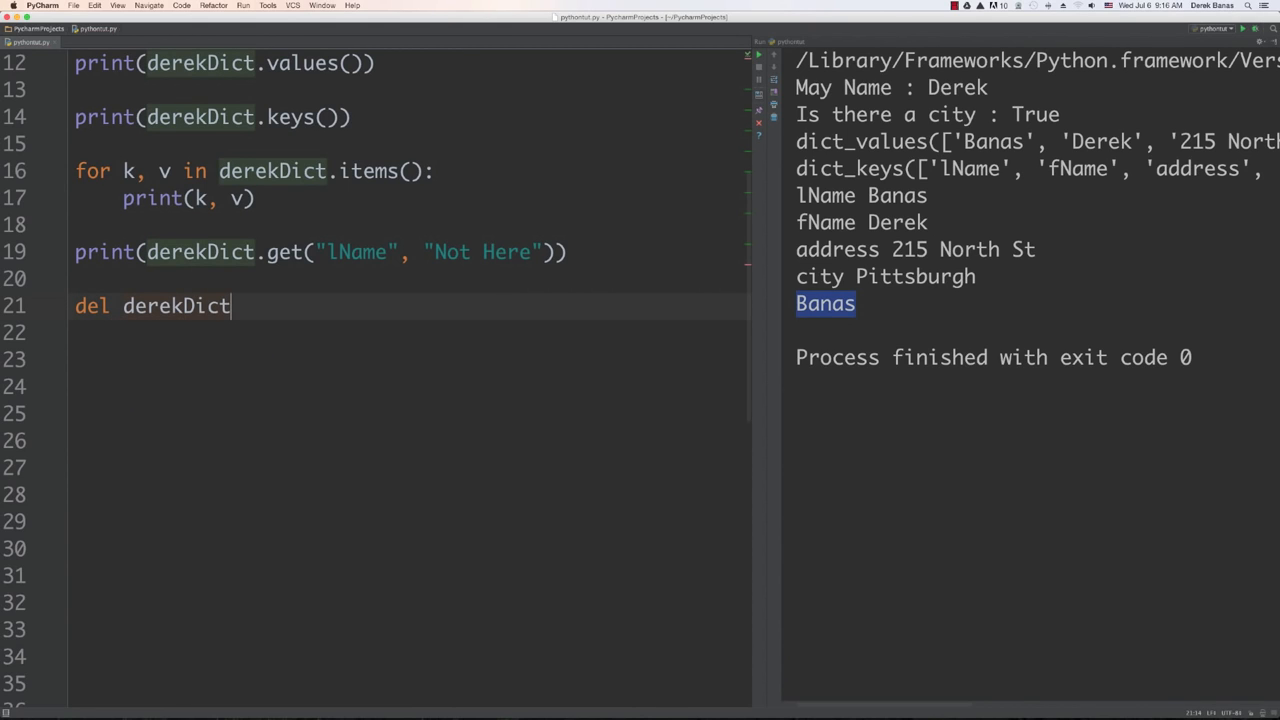 PyCharm File Edit View Navigate Code Refactor Run Tools VCS Window Help
10 Wed Jul 6 9:16 AM Derek Banas
pythontut.py - PycharmProjects - [~/PycharmProjects]
PycharmProjects pythontut.py
pythontut
pythontut.py
Run pythontut
12 print(derekDict.values())
13
14 print(derekDict.keys())
15
16 for k, v in derekDict.items():
17 print(k, v)
18
19 print(derekDict.get("lName", "Not Here"))
20
21 del derekDict
22
23
24
25
26
27
28
29
30
31
32
33
34
35
/Library/Frameworks/Python.framework/Vers
May Name : Derek
Is there a city : True
dict_values(['Banas', 'Derek', '215 North
dict_keys(['lName', 'fName', 'address',
lName Banas
fName Derek
address 215 North St
city Pittsburgh
Banas
Process finished with exit code 0
21:14 LF÷ UTF-8÷